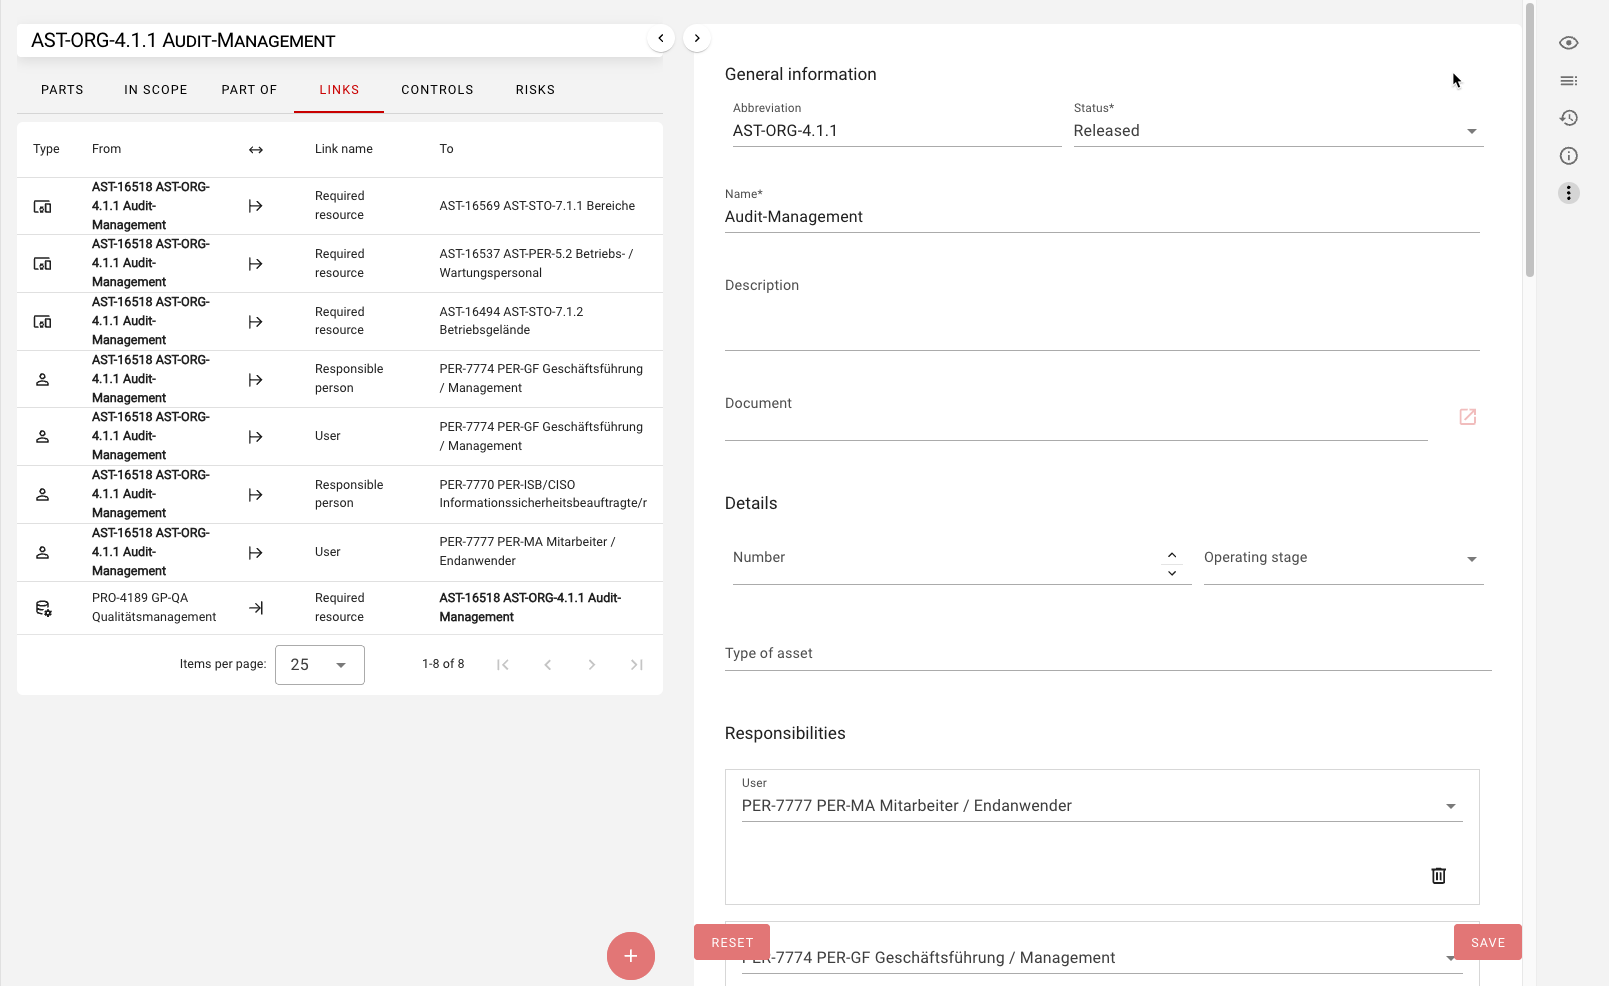 AST-ORG-4.1.1 AUDIT-MANAGEMENT
PARTS IN SCOPE PART OF LINKS CONTROLS RISKS
Type From Link name To
AST-16518 AST-ORG-
4.1.1 Audit-
Management
Required
resource
AST-16569 AST-STO-7.1.1 Bereiche
AST-16518 AST-ORG-
4.1.1 Audit-
Management
Required
resource
AST-16537 AST-PER-5.2 Betriebs- /
Wartungspersonal
AST-16518 AST-ORG-
4.1.1 Audit-
Management
Required
resource
AST-16494 AST-STO-7.1.2
Betriebsgelände
AST-16518 AST-ORG-
4.1.1 Audit-
Management
Responsible
person
PER-7774 PER-GF Geschäftsführung
/ Management
AST-16518 AST-ORG-
4.1.1 Audit-
Management
User
PER-7774 PER-GF Geschäftsführung
/ Management
AST-16518 AST-ORG-
4.1.1 Audit-
Management
Responsible
person
PER-7770 PER-ISB/CISO
Informationssicherheitsbeauftragte/r
AST-16518 AST-ORG-
4.1.1 Audit-
Management
User
PER-7777 PER-MA Mitarbeiter /
Endanwender
PRO-4189 GP-QA
Qualitätsmanagement
Required
resource
AST-16518 AST-ORG-4.1.1 Audit-
Management
Items per page: 25 1-8 of 8
General information
Abbreviation
AST-ORG-4.1.1
Status*
Released
Name*
Audit-Management
Description
Document
Details
Number
Operating stage
Type of asset
Responsibilities
User
PER-7777 PER-MA Mitarbeiter / Endanwender
RESET
SAVE
PER-7774 PER-GF Geschäftsführung / Management